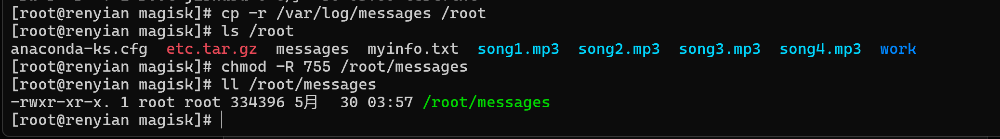 [root@renyian magisk]# cp -r /var/log/messages /root
[root@renyian magisk]# ls /root
anaconda-ks.cfg  etc.tar.gz  messages  myinfo.txt  song1.mp3  song2.mp3  song3.mp3  song4.mp3  work
[root@renyian magisk]# chmod -R 755 /root/messages
[root@renyian magisk]# ll /root/messages
-rwxr-xr-x. 1 root root 334396 5月  30 03:57 /root/messages
[root@renyian magisk]#